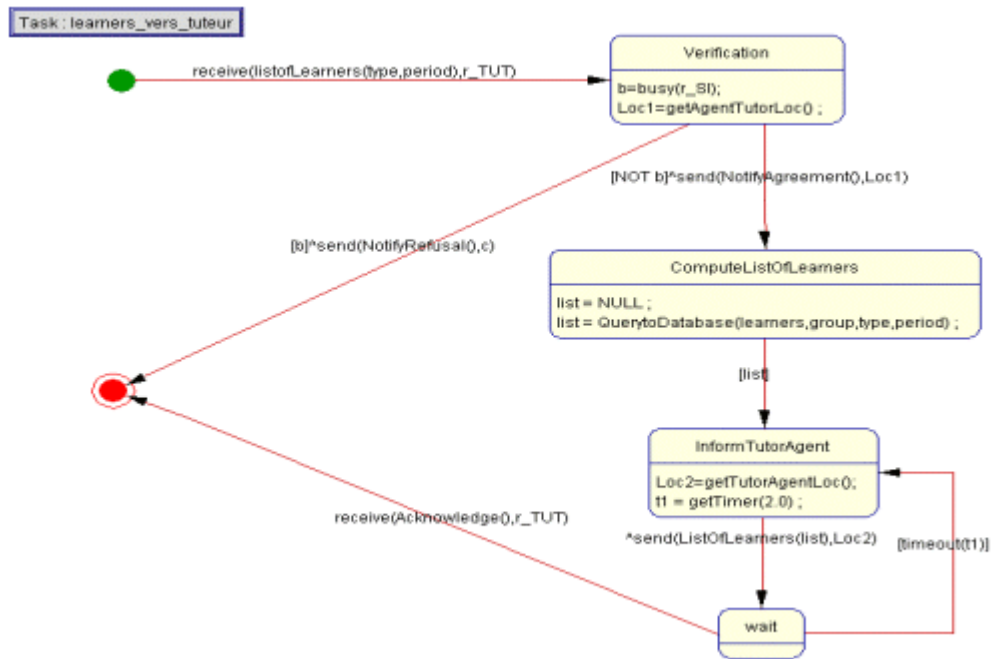 Task : learners_vers_tuteur
receive(listofLearners(type,period),r_TUT)
Verification
b=busy(r_SI);
Loc1=getAgentTutorLoc() ;
[NOT b]^send(NotifyAgreement(),Loc1)
[b]^send(NotifyRefusal(),c)
ComputeListOfLearners
list = NULL ;
list = QuerytoDatabase(learners,group,type,period) ;
[list]
InformTutorAgent
Loc2=getTutorAgentLoc();
t1 = getTimer(2.0) ;
receive(Acknowledge(),r_TUT)
^send(ListOfLearners(list),Loc2)
[timeout(t1)]
wait